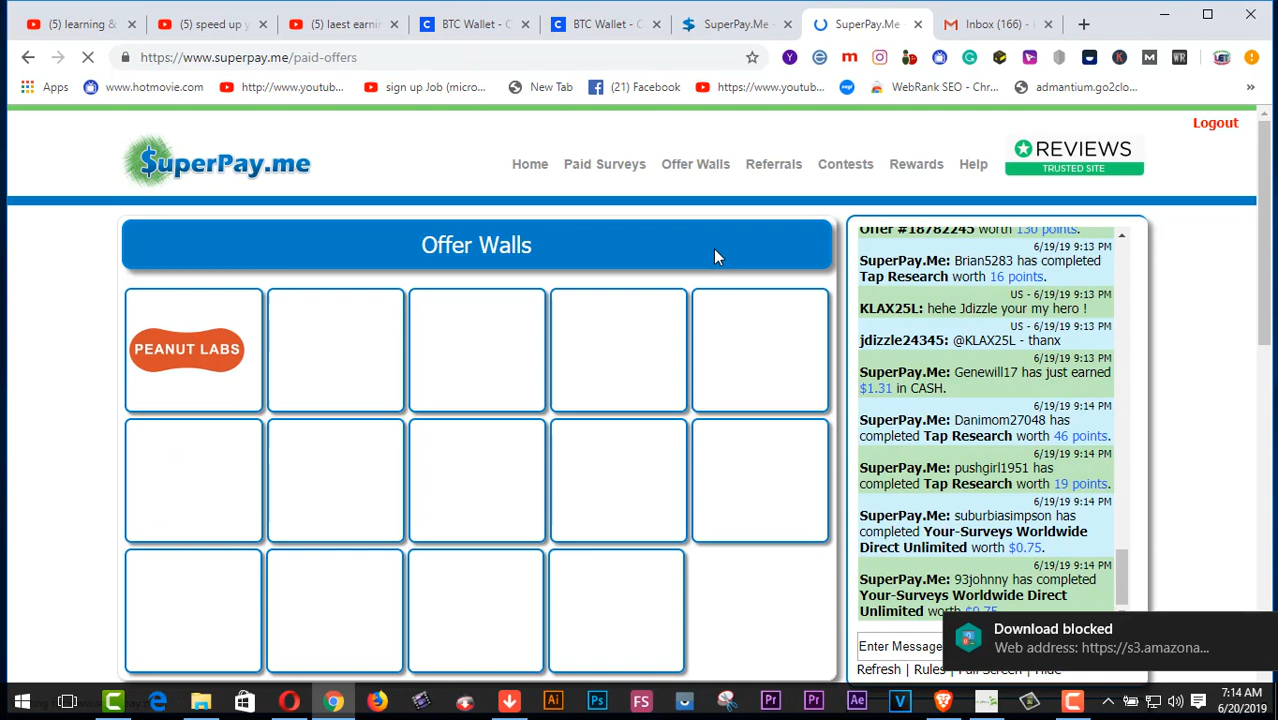 (5) learning &
(5) speed up y
(5) laest earnin
BTC Wallet - C
BTC Wallet - C
SuperPay.Me -
SuperPay.Me -
Inbox (166) -
https://www.superpay.me/paid-offers
Apps
www.hotmovie.com
http://www.youtub...
sign up Job (micro...
New Tab
(21) Facebook
https://www.youtub...
WebRank SEO - Chr...
admantium.go2clo...
Logout
$uperPay.me
Home
Paid Surveys
Offer Walls
Referrals
Contests
Rewards
Help
REVIEWS
TRUSTED SITE
Offer Walls
PEANUT LABS
Offer #18782245 worth 130 points.
6/19/19 9:13 PM
SuperPay.Me: Brian5283 has completed
Tap Research worth 16 points.
US - 6/19/19 9:13 PM
KLAX25L: hehe Jdizzle your my hero !
US - 6/19/19 9:13 PM
jdizzle24345: @KLAX25L - thanx
6/19/19 9:13 PM
SuperPay.Me: Genewill17 has just earned
$1.31 in CASH.
6/19/19 9:14 PM
SuperPay.Me: Danimom27048 has
completed Tap Research worth 46 points.
6/19/19 9:14 PM
SuperPay.Me: pushgirl1951 has
completed Tap Research worth 19 points.
6/19/19 9:14 PM
SuperPay.Me: suburbiasimpson has
completed Your-Surveys Worldwide
Direct Unlimited worth $0.75.
6/19/19 9:14 PM
SuperPay.Me: 93johnny has completed
Your-Surveys Worldwide Direct
Unlimited worth $0.75.
Enter Message
Refresh | Rules | Full Screen | Hide
Download blocked
Web address: https://s3.amazona...
7:14 AM
6/20/2019